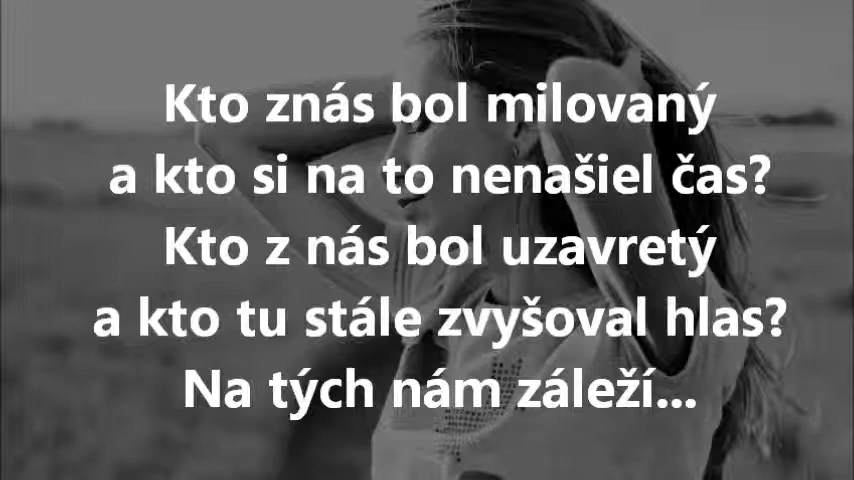 Kto znás bol milovaný
a kto si na to nenašiel čas?
Kto z nás bol uzavretý
a kto tu stále zvyšoval hlas?
Na tých nám záleží...